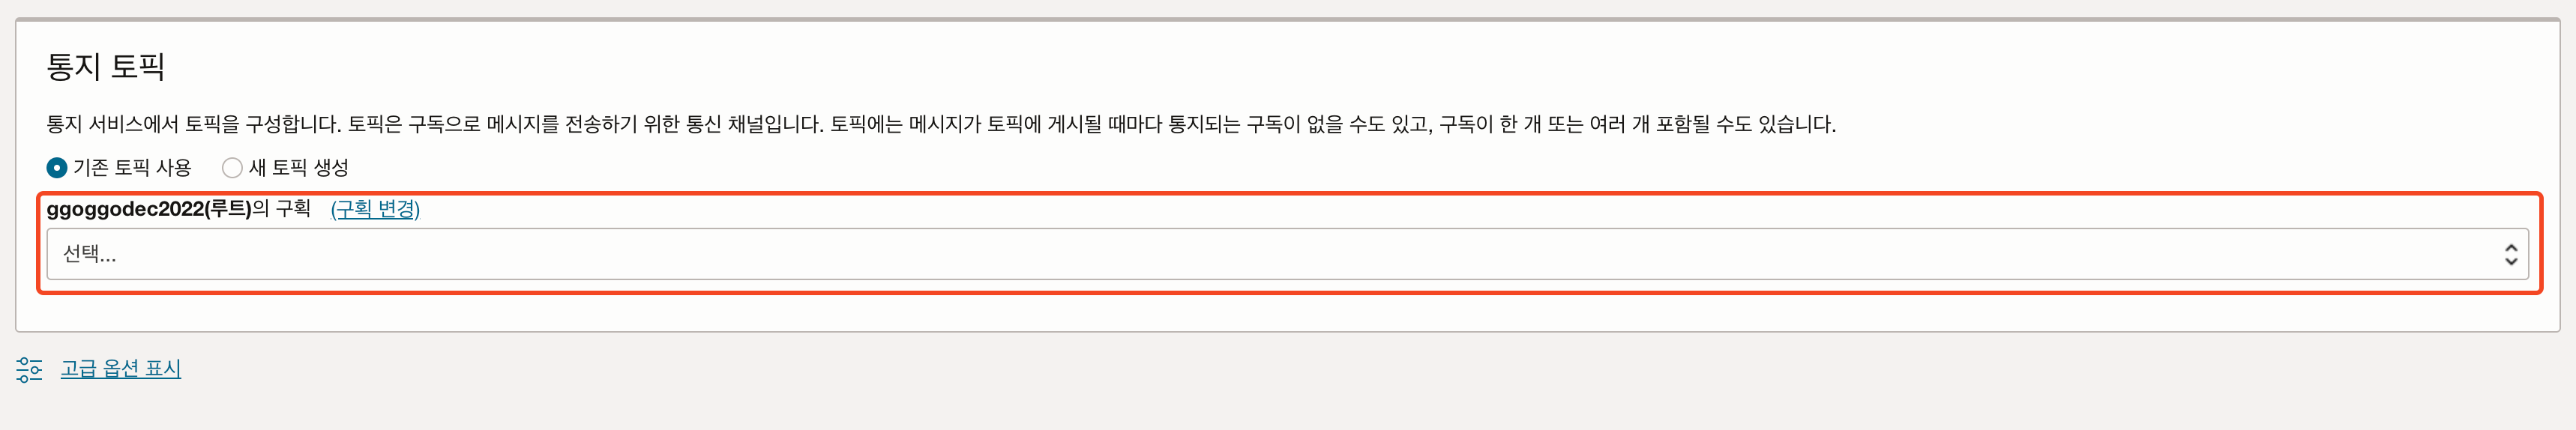 통지 토픽
통지 서비스에서 토픽을 구성합니다. 토픽은 구독으로 메시지를 전송하기 위한 통신 채널입니다. 토픽에는 메시지가 토픽에 게시될 때마다 통지되는 구독이 없을 수도 있고, 구독이 한 개 또는 여러 개 포함될 수도 있습니다.
기존 토픽 사용 새 토픽 생성
ggoggodec2022(루트)의 구획 (구획 변경)
선택...
고급 옵션 표시